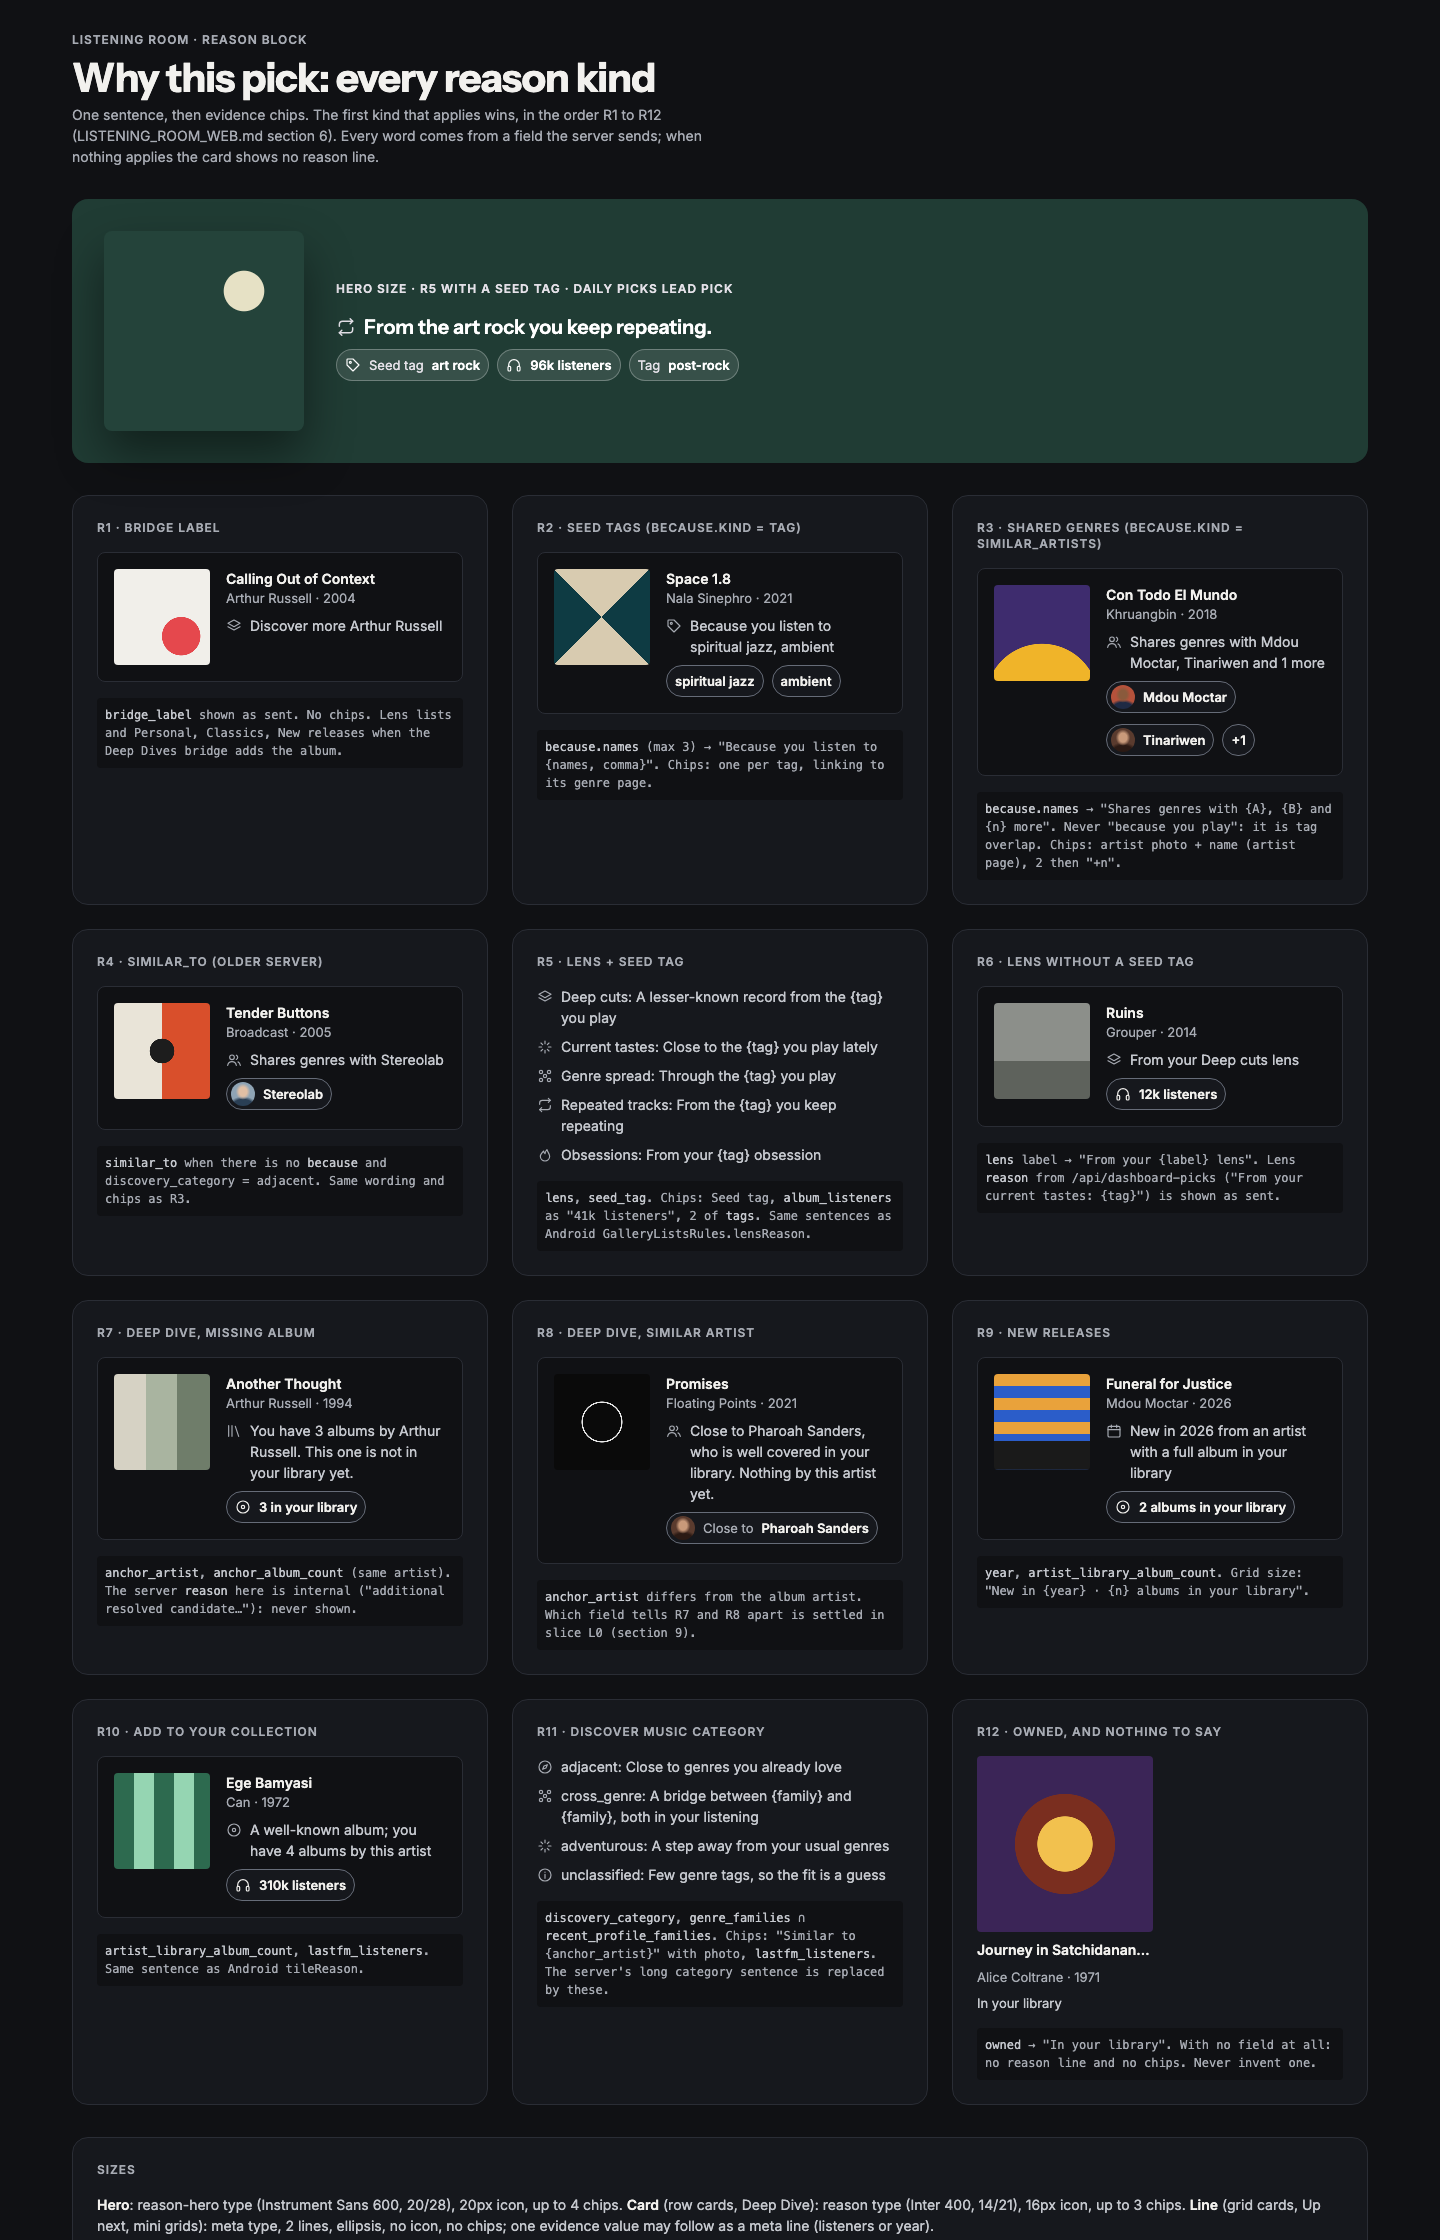 LISTENING ROOM · REASON BLOCK
Why this pick: every reason kind
One sentence, then evidence chips. The first kind that applies wins, in the order R1 to R12
(LISTENING_ROOM_WEB.md section 6). Every word comes from a field the server sends; when
nothing applies the card shows no reason line.
HERO SIZE · R5 WITH A SEED TAG · DAILY PICKS LEAD PICK
From the art rock you keep repeating.
Seed tag art rock
96k listeners
Tag post-rock
R1 · BRIDGE LABEL
Calling Out of Context
Arthur Russell · 2004
Discover more Arthur Russell
bridge_label shown as sent. No chips. Lens lists
and Personal, Classics, New releases when the
Deep Dives bridge adds the album.
R2 · SEED TAGS (BECAUSE.KIND = TAG)
Space 1.8
Nala Sinephro · 2021
Because you listen to
spiritual jazz, ambient
spiritual jazz
ambient
because.names (max 3) → "Because you listen to
{names, comma}". Chips: one per tag, linking to
its genre page.
R3 · SHARED GENRES (BECAUSE.KIND =
SIMILAR_ARTISTS)
Con Todo El Mundo
Khruangbin · 2018
Shares genres with Mdou
Moctar, Tinariwen and 1 more
Mdou Moctar
Tinariwen
+1
because.names → "Shares genres with {A}, {B} and
{n} more". Never "because you play": it is tag
overlap. Chips: artist photo + name (artist
page), 2 then "+n".
R4 · SIMILAR_TO (OLDER SERVER)
Tender Buttons
Broadcast · 2005
Shares genres with Stereolab
Stereolab
similar_to when there is no because and
discovery_category = adjacent. Same wording and
chips as R3.
R5 · LENS + SEED TAG
Deep cuts: A lesser-known record from the {tag}
you play
Current tastes: Close to the {tag} you play lately
Genre spread: Through the {tag} you play
Repeated tracks: From the {tag} you keep
repeating
Obsessions: From your {tag} obsession
lens, seed_tag. Chips: Seed tag, album_listeners
as "41k listeners", 2 of tags. Same sentences as
Android GalleryListsRules.lensReason.
R6 · LENS WITHOUT A SEED TAG
Ruins
Grouper · 2014
From your Deep cuts lens
12k listeners
lens label → "From your {label} lens". Lens
reason from /api/dashboard-picks ("From your
current tastes: {tag}") is shown as sent.
R7 · DEEP DIVE, MISSING ALBUM
Another Thought
Arthur Russell · 1994
You have 3 albums by Arthur
Russell. This one is not in
your library yet.
3 in your library
anchor_artist, anchor_album_count (same artist).
The server reason here is internal ("additional
resolved candidate…"): never shown.
R8 · DEEP DIVE, SIMILAR ARTIST
Promises
Floating Points · 2021
Close to Pharoah Sanders,
who is well covered in your
library. Nothing by this artist
yet.
Close to Pharoah Sanders
anchor_artist differs from the album artist.
Which field tells R7 and R8 apart is settled in
slice L0 (section 9).
R9 · NEW RELEASES
Funeral for Justice
Mdou Moctar · 2026
New in 2026 from an artist
with a full album in your
library
2 albums in your library
year, artist_library_album_count. Grid size:
"New in {year} · {n} albums in your library".
R10 · ADD TO YOUR COLLECTION
Ege Bamyasi
Can · 1972
A well-known album; you
have 4 albums by this artist
310k listeners
artist_library_album_count, lastfm_listeners.
Same sentence as Android tileReason.
R11 · DISCOVER MUSIC CATEGORY
adjacent: Close to genres you already love
cross_genre: A bridge between {family} and
{family}, both in your listening
adventurous: A step away from your usual genres
unclassified: Few genre tags, so the fit is a guess
discovery_category, genre_families ∩
recent_profile_families. Chips: "Similar to
{anchor_artist}" with photo, lastfm_listeners.
The server's long category sentence is replaced
by these.
R12 · OWNED, AND NOTHING TO SAY
Journey in Satchidanan...
Alice Coltrane · 1971
In your library
owned → "In your library". With no field at all:
no reason line and no chips. Never invent one.
SIZES
Hero: reason-hero type (Instrument Sans 600, 20/28), 20px icon, up to 4 chips. Card (row cards, Deep Dive): reason type (Inter 400, 14/21), 16px icon, up to 3 chips. Line (grid cards, Up
next, mini grids): meta type, 2 lines, ellipsis, no icon, no chips; one evidence value may follow as a meta line (listeners or year).